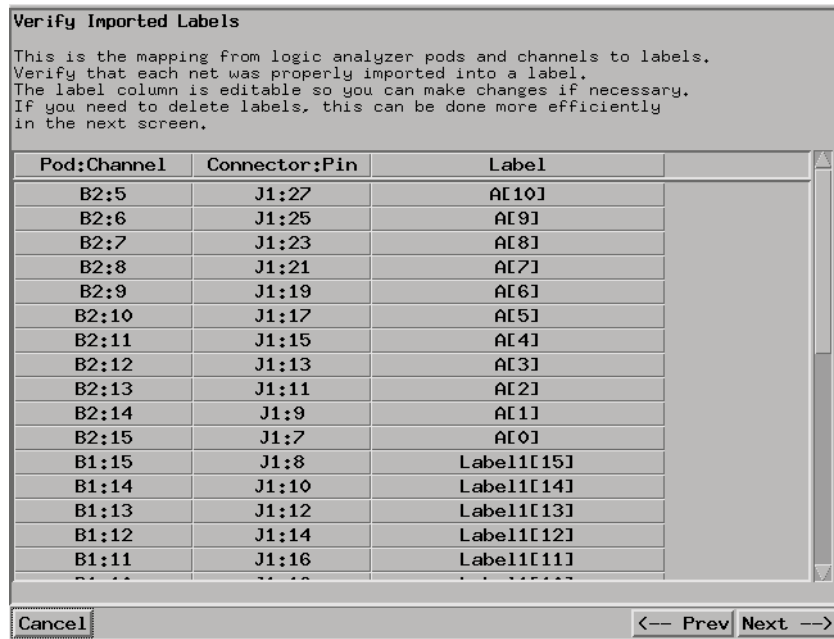 Verify Imported Labels
This is the mapping from logic analyzer pods and channels to labels.
Verify that each net was properly imported into a label.
The label column is editable so you can make changes if necessary.
If you need to delete labels, this can be done more efficiently
in the next screen.
Pod:Channel Connector:Pin Label
B2:5 J1:27 A[10]
B2:6 J1:25 A[9]
B2:7 J1:23 A[8]
B2:8 J1:21 A[7]
B2:9 J1:19 A[6]
B2:10 J1:17 A[5]
B2:11 J1:15 A[4]
B2:12 J1:13 A[3]
B2:13 J1:11 A[2]
B2:14 J1:9 A[1]
B2:15 J1:7 A[0]
B1:15 J1:8 Label1[15]
B1:14 J1:10 Label1[14]
B1:13 J1:12 Label1[13]
B1:12 J1:14 Label1[12]
B1:11 J1:16 Label1[11]
Cancel <-- Prev Next -->